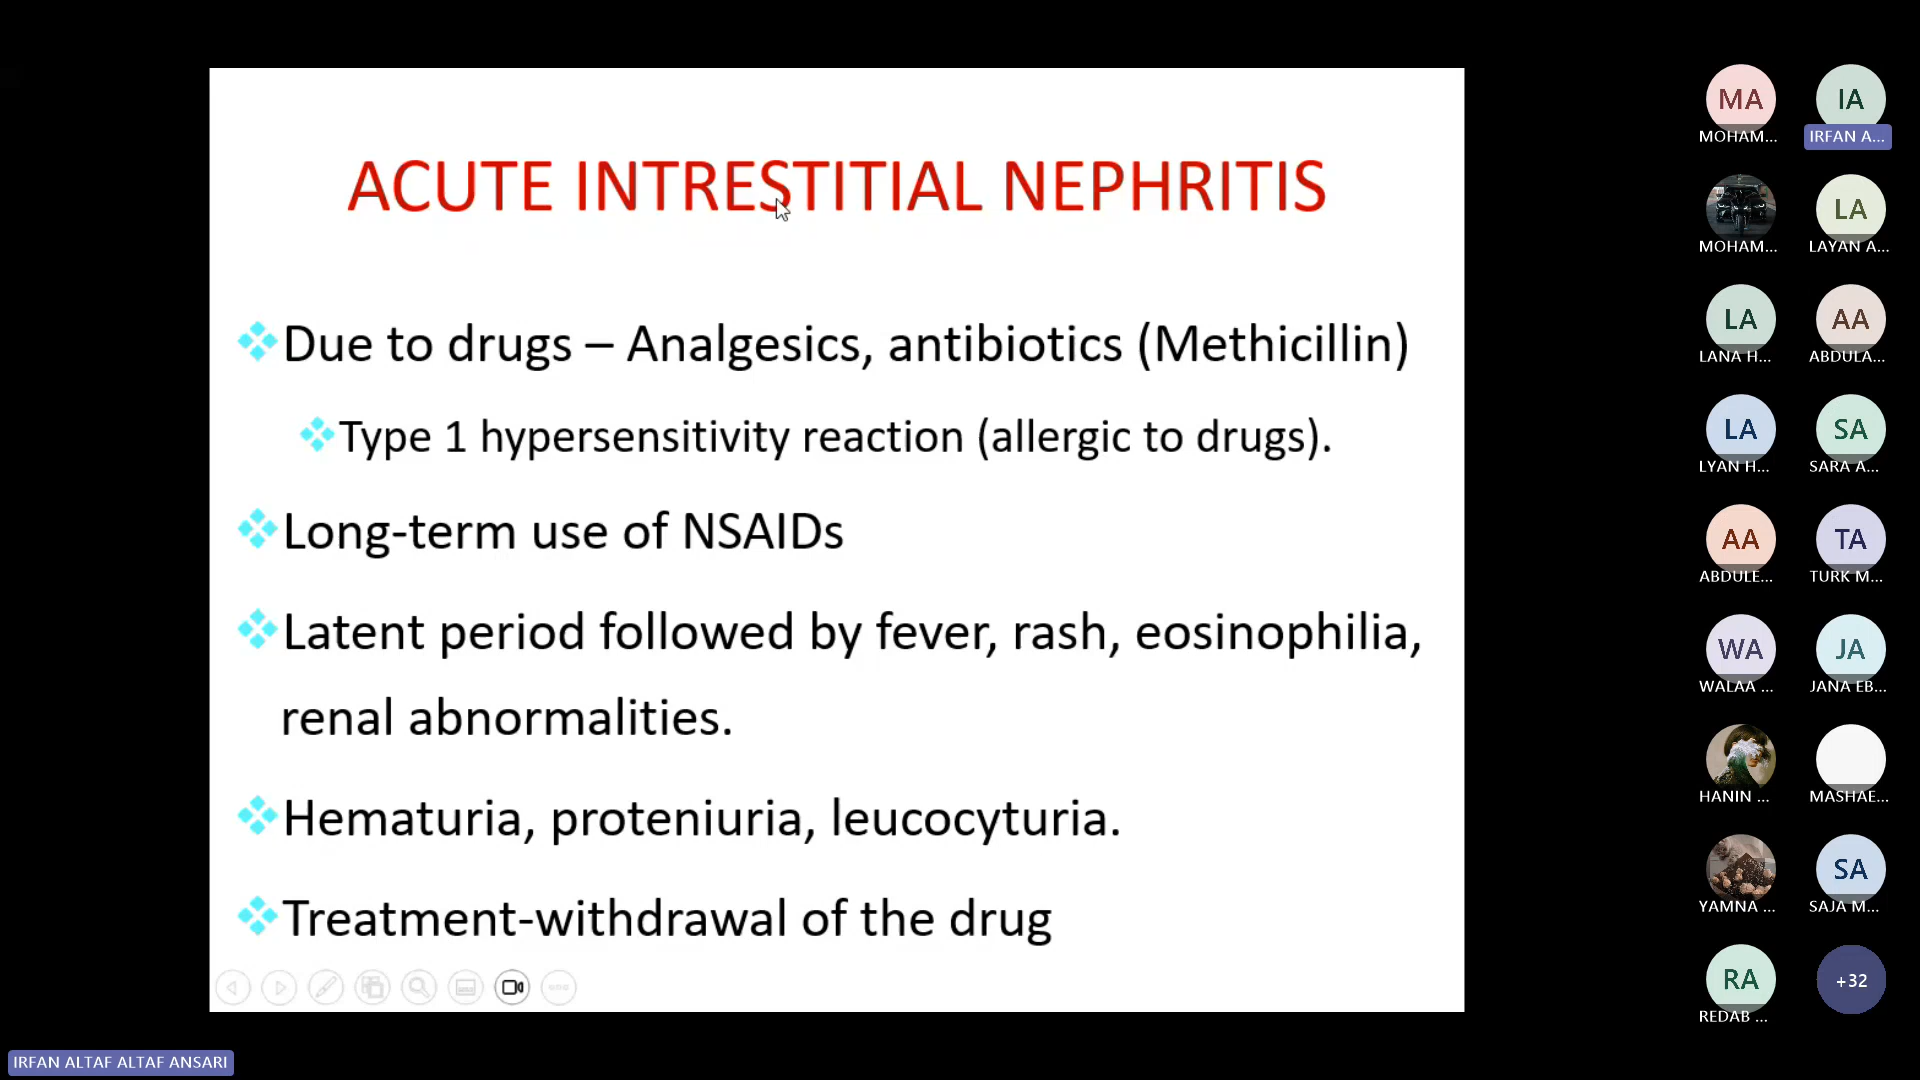 ACUTE INTRESTITIAL NEPHRITIS
Due to drugs – Analgesics, antibiotics (Methicillin)
Type 1 hypersensitivity reaction (allergic to drugs).
Long-term use of NSAIDs
Latent period followed by fever, rash, eosinophilia,
renal abnormalities.
Hematuria, proteniuria, leucocyturia.
Treatment-withdrawal of the drug
MA
MOHAM...
IA
IRFAN A...
MOHAM...
LA
LAYAN A...
LA
LANA H...
AA
ABDULA...
LA
LYAN H...
SA
SARA A...
AA
ABDULE...
TA
TURK M...
WA
WALAA ...
JA
JANA EB...
HANIN ...
MASHAE...
YAMNA ...
SA
SAJA M...
RA
REDAB ...
+32
IRFAN ALTAF ALTAF ANSARI